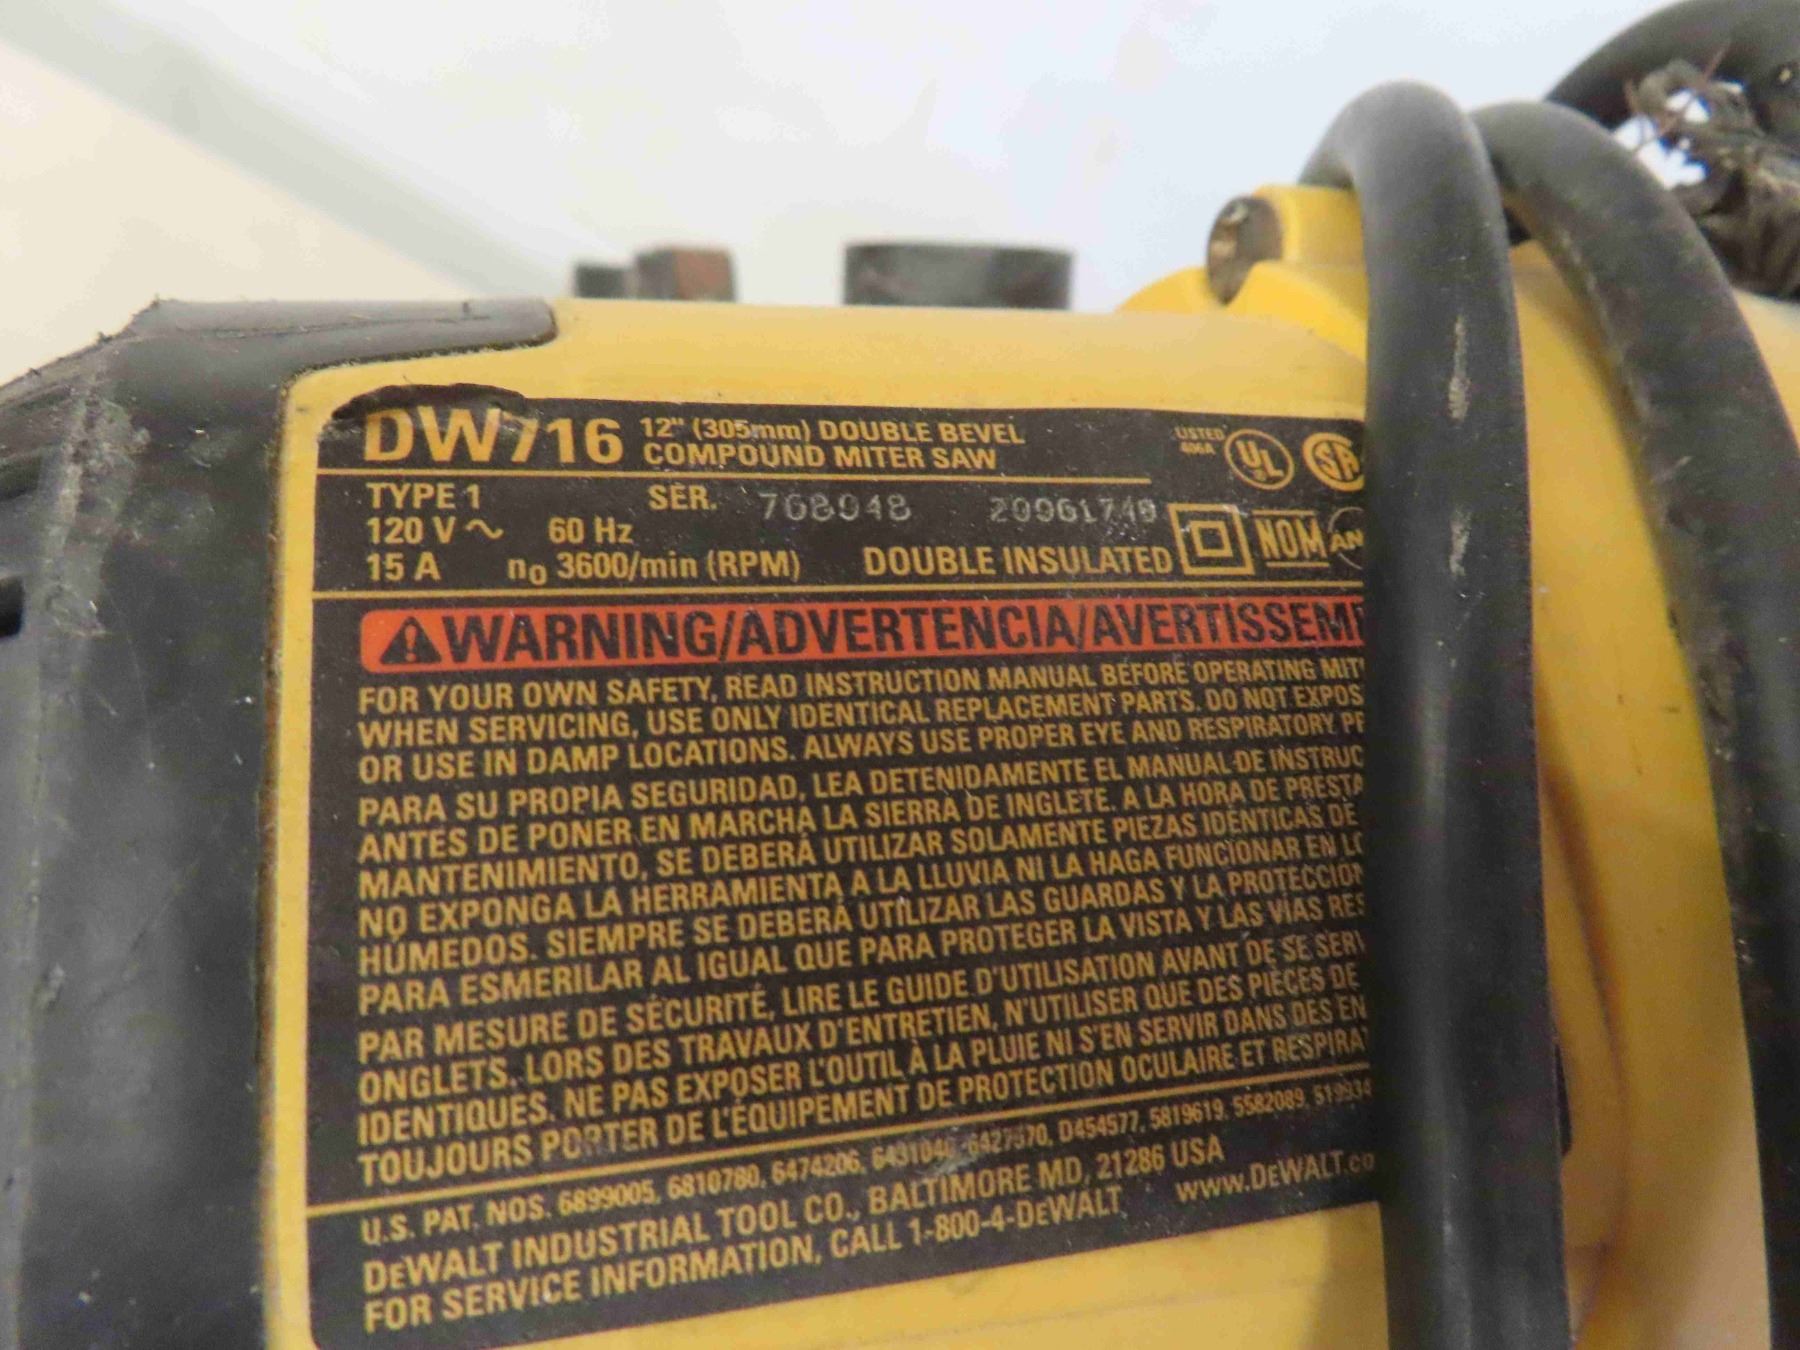 DW716 12" (305mm) DOUBLE BEVEL
COMPOUND MITER SAW
LISTED
UL
TYPE 1 SER. 768948
120 V ~ 60 Hz
15 A n₀ 3600/min (RPM) DOUBLE INSULATED NOM
WARNING/ADVERTENCIA/AVERTISSEM
FOR YOUR OWN SAFETY, READ INSTRUCTION MANUAL BEFORE OPERATING MIT
WHEN SERVICING, USE ONLY IDENTICAL REPLACEMENT PARTS. DO NOT EXPOS
OR USE IN DAMP LOCATIONS. ALWAYS USE PROPER EYE AND RESPIRATORY PR
PARA SU PROPIA SEGURIDAD, LEA DETENIDAMENTE EL MANUAL DE INSTRUC
ANTES DE PONER EN MARCHA LA SIERRA DE INGLETE. A LA HORA DE PRESTA
MANTENIMIENTO, SE DEBERÁ UTILIZAR SOLAMENTE PIEZAS IDÉNTICAS DE
NO EXPONGA LA HERRAMIENTA A LA LLUVIA NI LA HAGA FUNCIONAR EN LO
HÚMEDOS. SIEMPRE SE DEBERÁ UTILIZAR LAS GUARDAS Y LA PROTECCIÓN
PARA ESMERILAR AL IGUAL QUE PARA PROTEGER LA VISTA Y LAS VÍAS RES
PAR MESURE DE SÉCURITÉ, LIRE LE GUIDE D'UTILISATION AVANT DE SE SERV
ONGLETS. LORS DES TRAVAUX D'ENTRETIEN, N'UTILISER QUE DES PIÈCES DE
IDENTIQUES. NE PAS EXPOSER L'OUTIL À LA PLUIE NI S'EN SERVIR DANS DES EN
TOUJOURS PORTER DE L'ÉQUIPEMENT DE PROTECTION OCULAIRE ET RESPIRA
U.S. PAT. NOS. 6899005, 6810780, 6474206, D454577, 5819619, 5582089, 519934
DEWALT INDUSTRIAL TOOL CO., BALTIMORE MD, 21286 USA
FOR SERVICE INFORMATION, CALL 1-800-4-DEWALT www.DEWALT.co